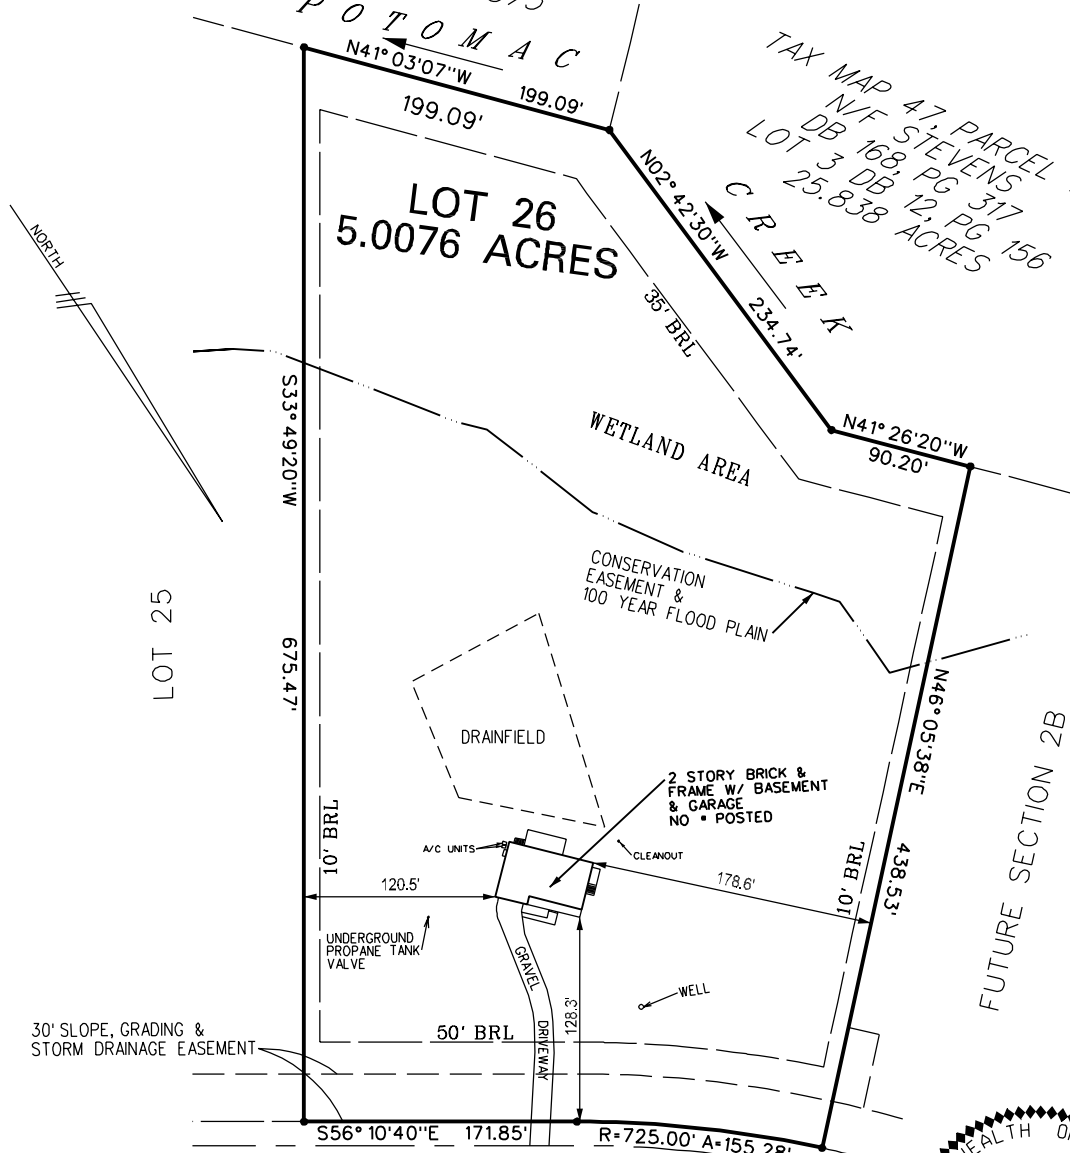 POTOMAC
N41° 03'07"W
199.09'
199.09'
TAX MAP 47, PARCEL
N/F STEVENS
DB 168, PG 317
LOT 3 DB 12, PG 156
25.838 ACRES
N02° 42'30"W
234.74'
CREEK
LOT 26
5.0076 ACRES
NORTH
35' BRL
WETLAND AREA
N41° 26'20"W
90.20'
S33° 49'20"W
675.47'
CONSERVATION
EASEMENT &
100 YEAR FLOOD PLAIN
LOT 25
N46° 05'38"E
438.53'
FUTURE SECTION 2B
DRAINFIELD
2 STORY BRICK &
FRAME W/ BASEMENT
& GARAGE
NO # POSTED
10' BRL
A/C UNITS
CLEANOUT
120.5'
178.6'
10' BRL
UNDERGROUND
PROPANE TANK
VALVE
GRAVEL
DRIVEWAY
WELL
128.3'
50' BRL
30' SLOPE, GRADING &
STORM DRAINAGE EASEMENT
S56° 10'40"E 171.85'
R=725.00' A=155.28'